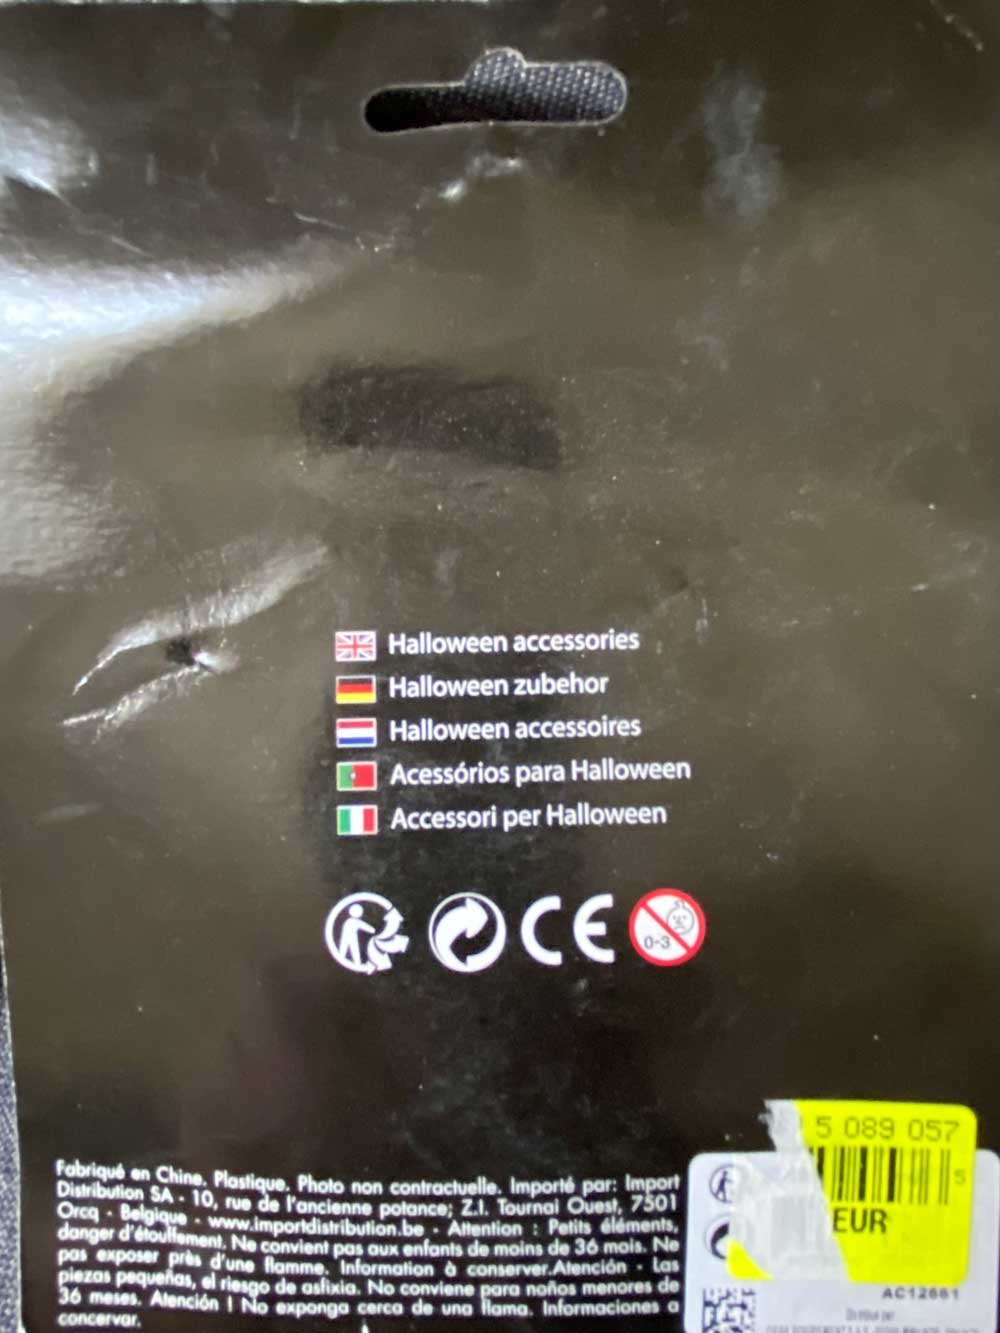 Halloween accessories
Halloween zubehor
Halloween accessoires
Acessórios para Halloween
Accessori per Halloween
CE
0-3
5 089 057
5
EUR
AC12661
Fabriqué en Chine. Plastique. Photo non contractuelle. Importé par: Import
Distribution SA - 10, rue de l'ancienne potance; Z.I. Tournai Ouest, 7501
Orcq - Belgique - www.importdistribution.be - Attention : Petits éléments,
danger d'étouffement. Ne convient pas aux enfants de moins de 36 mois. Ne
pas exposer près d'une flamme. Information à conserver.Atención - Las
piezas pequeñas, el riesgo de asfixia. No conviene para noños menores de
36 meses. Atención ! No exponga cerca de una llama. Informaciones a
concervar.